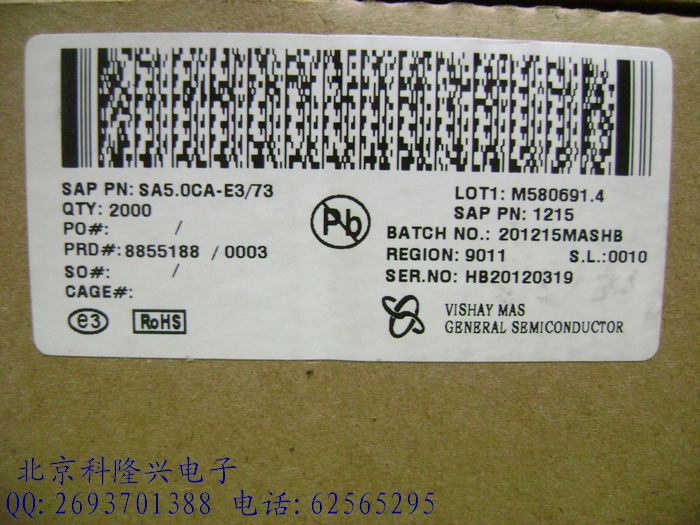 SAP PN: SA5.0CA-E3/73
QTY: 2000
PO#: /
PRD#: 8855188 / 0003
SO#: /
CAGE#:
e3 RoHS
Pb
LOT1: M580691.4
SAP PN: 1215
BATCH NO.: 201215MASHB
REGION: 9011 S.L.:0010
SER.NO: HB20120319
VISHAY MAS
GENERAL SEMICONDUCTOR
北京科隆兴电子
QQ:2693701388 电话:62565295